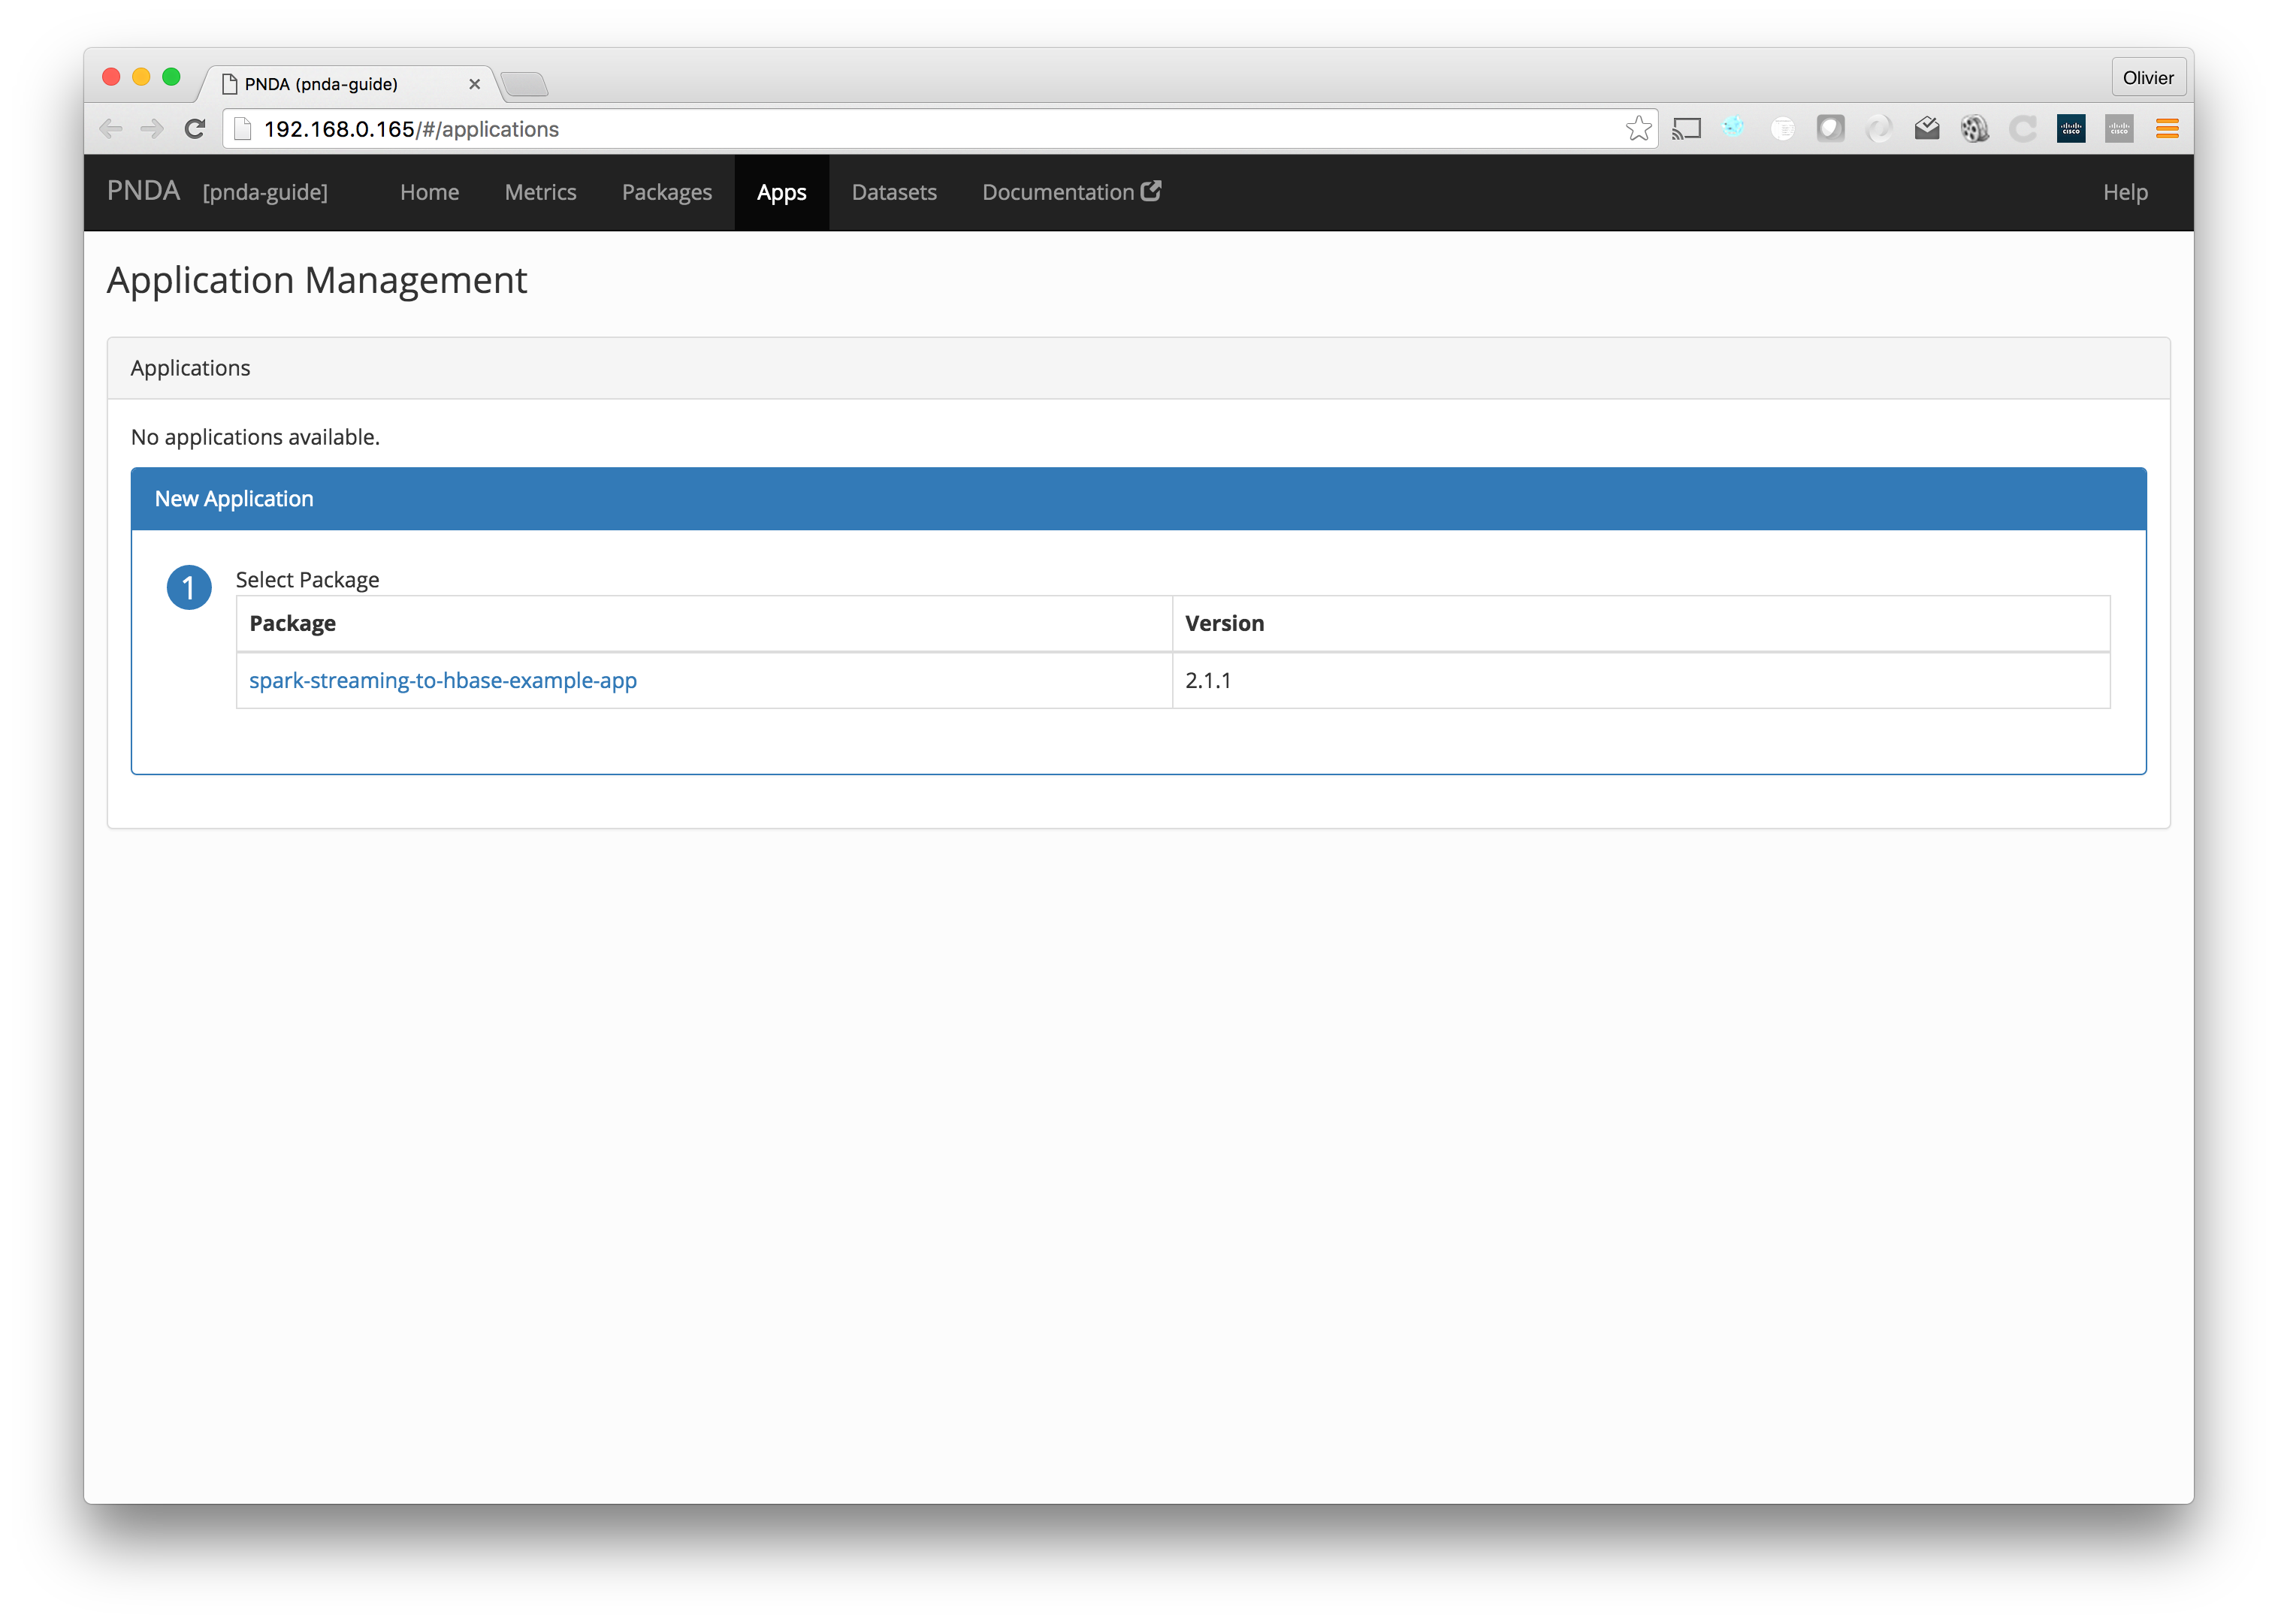 PNDA (pnda-guide)
Olivier
192.168.0.165/#/applications
CISCO CISCO
PNDA [pnda-guide] Home Metrics Packages Apps Datasets Documentation Help
Application Management
Applications
No applications available.
New Application
1 Select Package
Package Version
spark-streaming-to-hbase-example-app 2.1.1